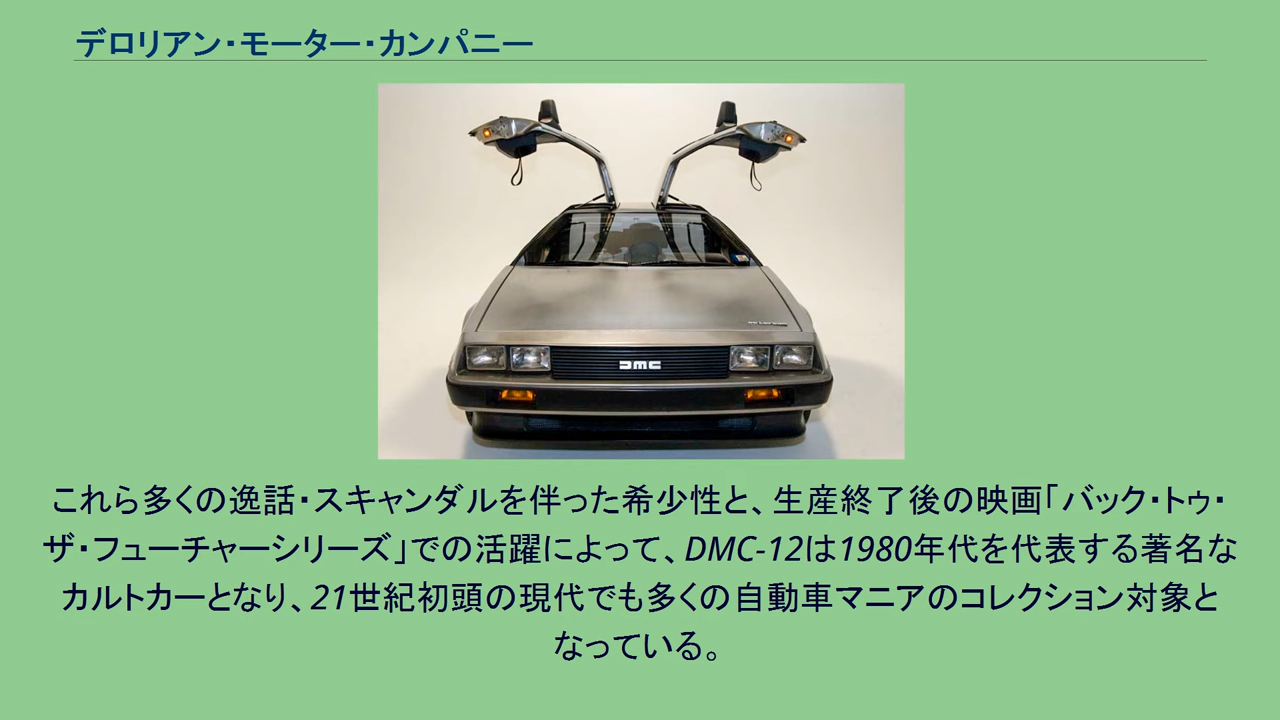 デロリアン・モーター・カンパニー
DMC
これら多くの逸話・スキャンダルを伴った希少性と、生産終了後の映画「バック・トゥ・
ザ・フューチャーシリーズ」での活躍によって、DMC-12は1980年代を代表する著名な
カルトカーとなり、21世紀初頭の現代でも多くの自動車マニアのコレクション対象と
なっている。